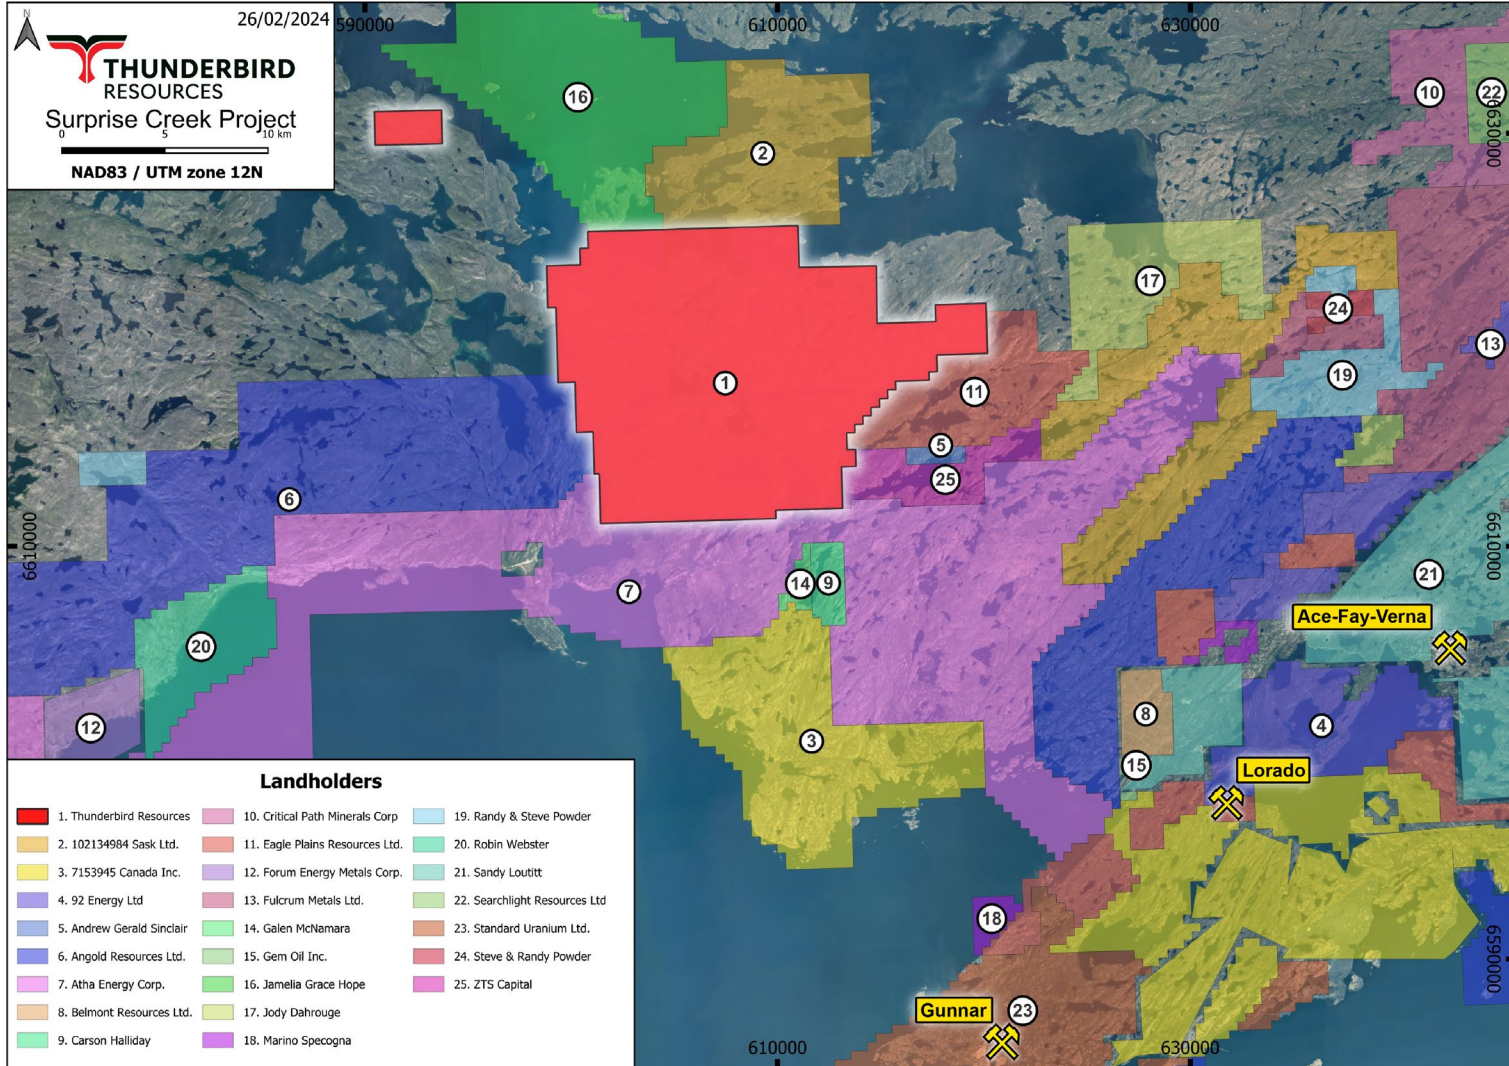 26/02/2024
THUNDERBIRD
RESOURCES
Surprise Creek Project
0 5 10 km
NAD83 / UTM zone 12N
590000
610000
630000
16
2
10
22
6630000
17
24
13
1
19
11
5
25
6
6610000
6610000
7
14
9
21
Ace-Fay-Verna
20
12
3
8
4
15
Lorado
18
6590000
Gunnar
23
610000
630000
Landholders
1. Thunderbird Resources
2. 102134984 Sask Ltd.
3. 7153945 Canada Inc.
4. 92 Energy Ltd
5. Andrew Gerald Sinclair
6. Angold Resources Ltd.
7. Atha Energy Corp.
8. Belmont Resources Ltd.
9. Carson Halliday
10. Critical Path Minerals Corp
11. Eagle Plains Resources Ltd.
12. Forum Energy Metals Corp.
13. Fulcrum Metals Ltd.
14. Galen McNamara
15. Gem Oil Inc.
16. Jamelia Grace Hope
17. Jody Dahrouge
18. Marino Specogna
19. Randy & Steve Powder
20. Robin Webster
21. Sandy Loutitt
22. Searchlight Resources Ltd
23. Standard Uranium Ltd.
24. Steve & Randy Powder
25. ZTS Capital